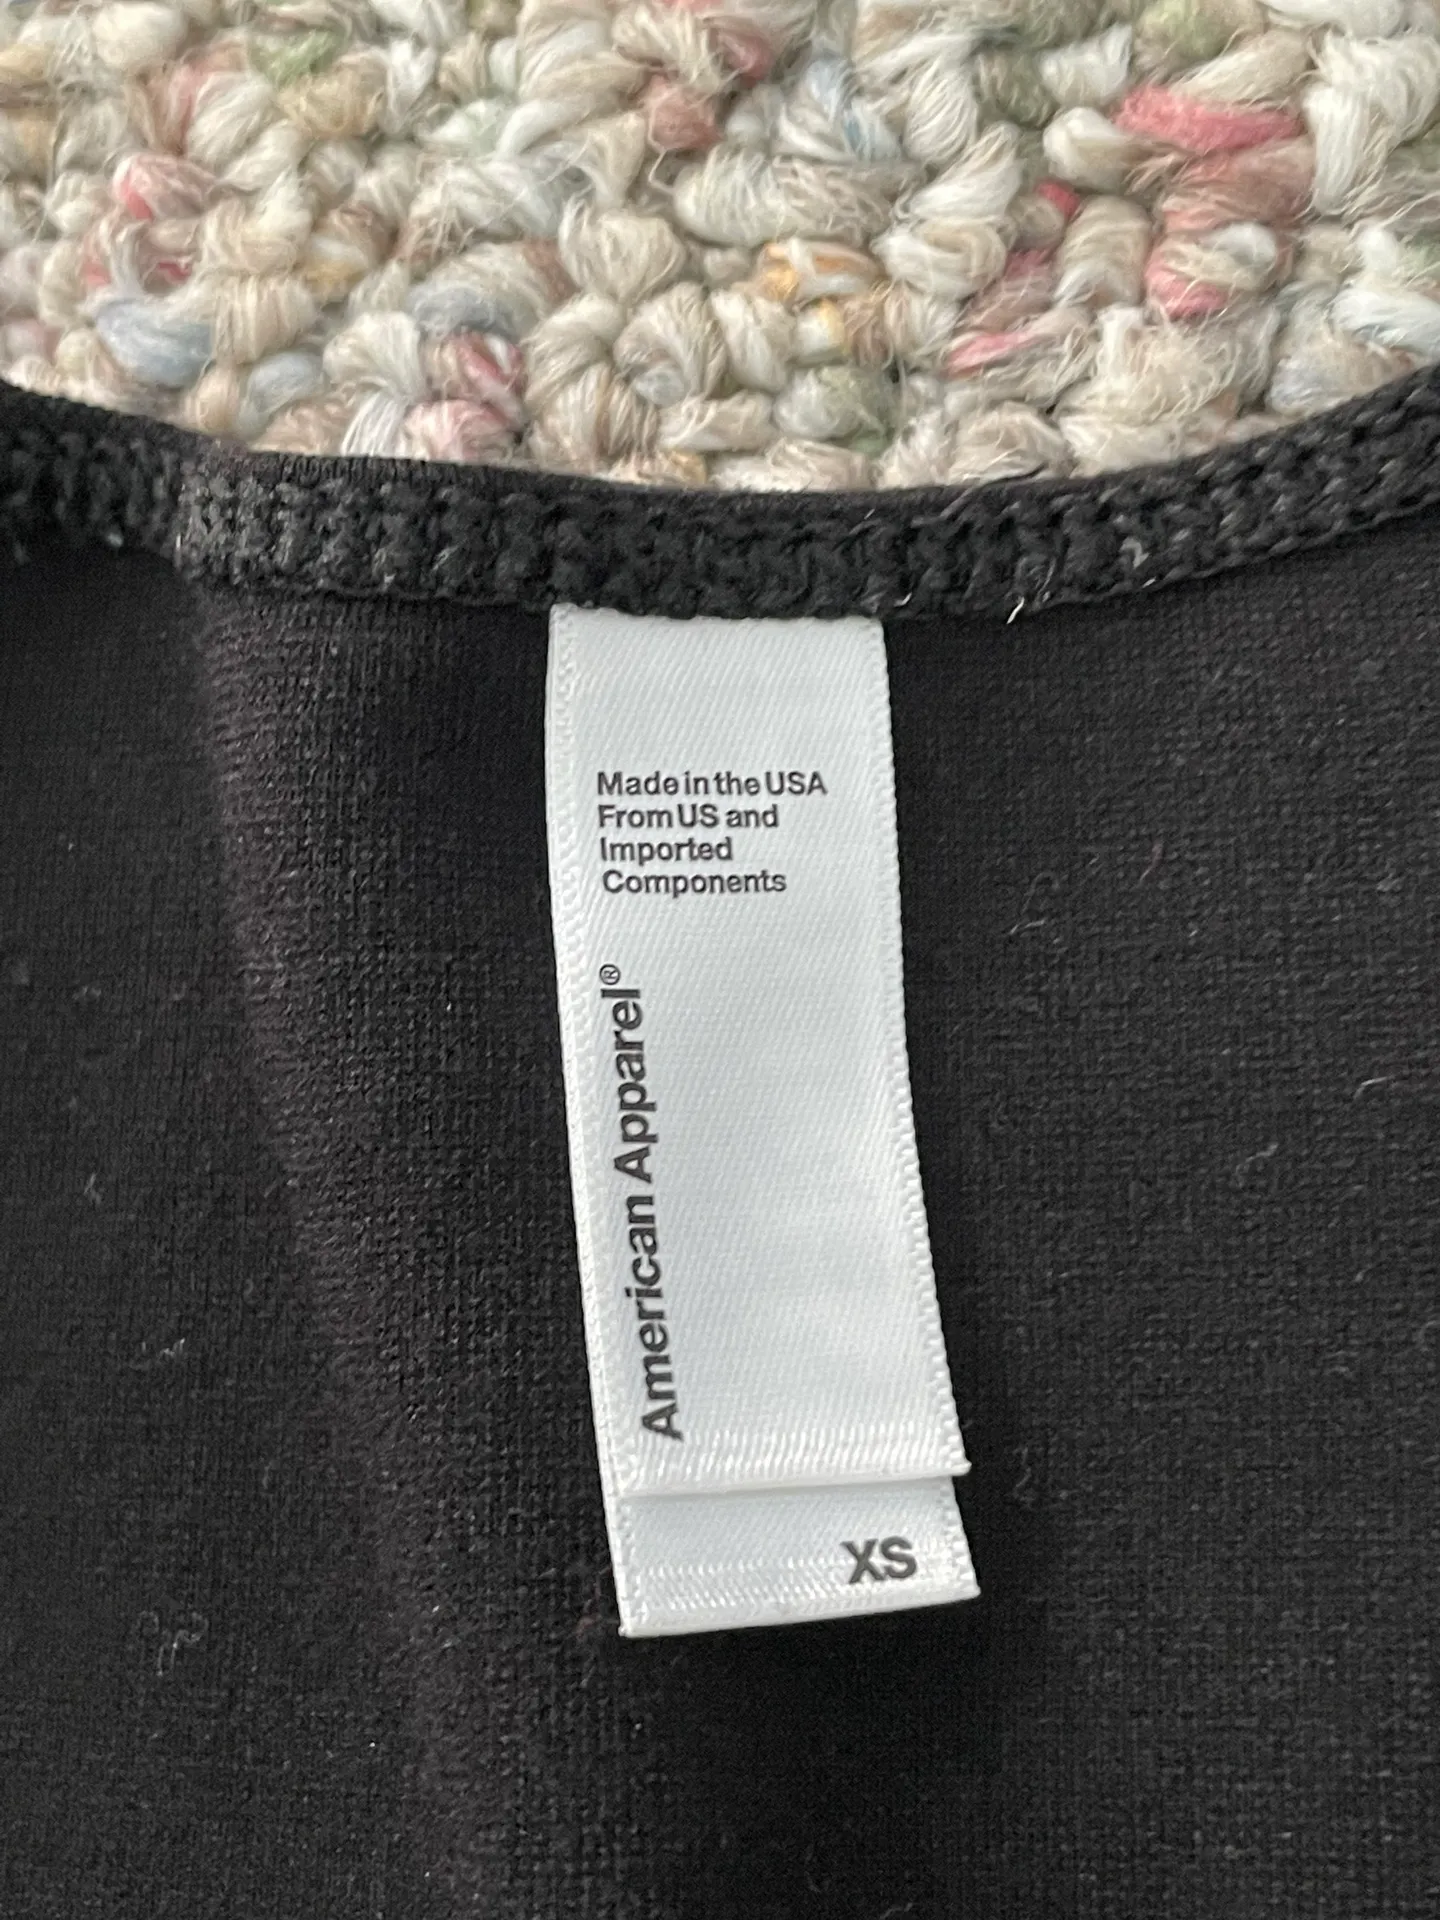 Made in the USA
From US and
Imported
Components
American Apparel®
XS